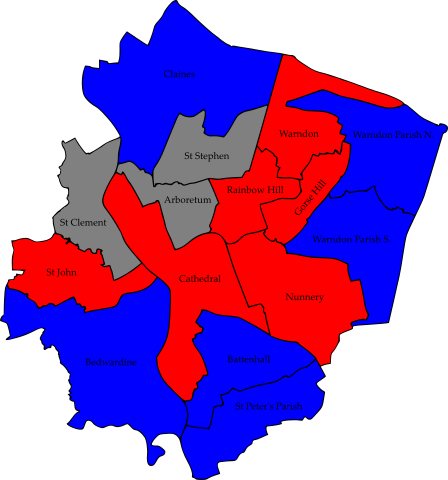 Claines
Warndon Parish N.
Warndon
St Stephen
Rainbow Hill
Gorse Hill
Arboretum
St Clement
Warndon Parish S.
St John
Cathedral
Nunnery
Bedwardine
Battenhall
St Peter's Parish